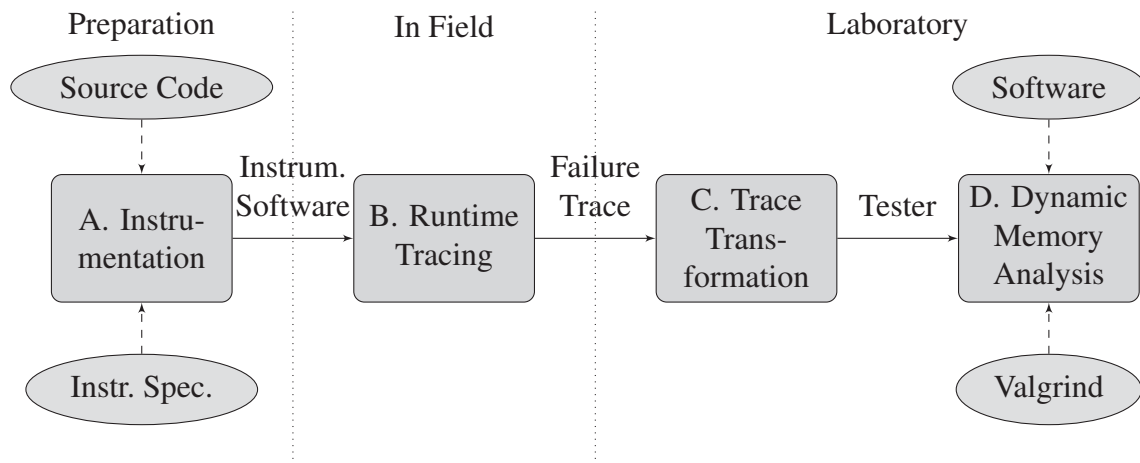 Preparation
In Field
Laboratory
Source Code
Software
Instrum.
Software
Failure
Trace
Tester
A. Instru-
mentation
B. Runtime
Tracing
C. Trace
Trans-
formation
D. Dynamic
Memory
Analysis
Instr. Spec.
Valgrind